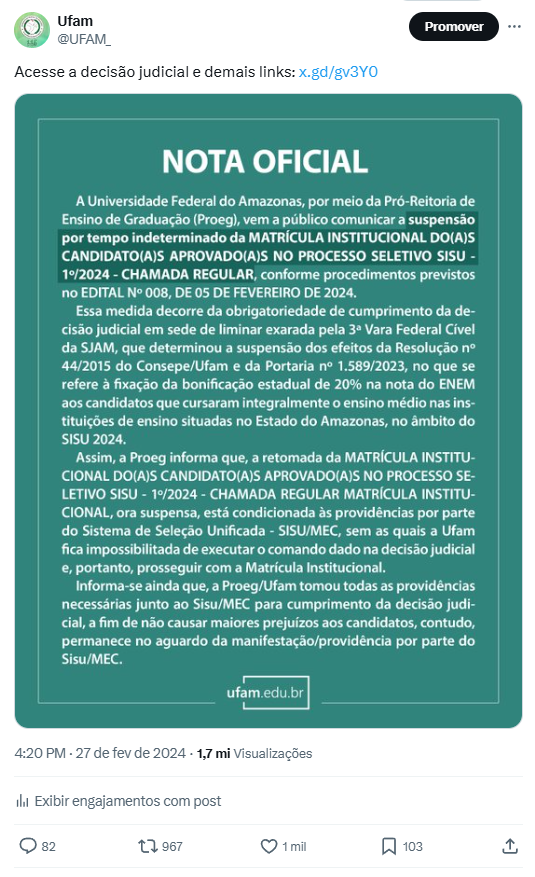 Ufam
@UFAM_
Promover
Acesse a decisão judicial e demais links: x.gd/gv3Y0
NOTA OFICIAL
A Universidade Federal do Amazonas, por meio da Pró-Reitoria de
Ensino de Graduação (Proeg), vem a público comunicar a suspensão
por tempo indeterminado da MATRÍCULA INSTITUCIONAL DO(A)S
CANDIDATO(A)S APROVADO(A)S NO PROCESSO SELETIVO SISU -
1º/2024 - CHAMADA REGULAR, conforme procedimentos previstos
no EDITAL Nº 008, DE 05 DE FEVEREIRO DE 2024.
Essa medida decorre da obrigatoriedade de cumprimento da de-
cisão judicial em sede de liminar exarada pela 3ª Vara Federal Cível
da SJAM, que determinou a suspensão dos efeitos da Resolução nº
44/2015 do Consepe/Ufam e da Portaria nº 1.589/2023, no que se
refere à fixação da bonificação estadual de 20% na nota do ENEM
aos candidatos que cursaram integralmente o ensino médio nas ins-
tituições de ensino situadas no Estado do Amazonas, no âmbito do
SISU 2024.
Assim, a Proeg informa que, a retomada da MATRÍCULA INSTITU-
CIONAL DO(A)S CANDIDATO(A)S APROVADO(A)S NO PROCESSO SE-
LETIVO SISU - 1º/2024 - CHAMADA REGULAR MATRÍCULA INSTITU-
CIONAL, ora suspensa, está condicionada às providências por parte
do Sistema de Seleção Unificada - SISU/MEC, sem as quais a Ufam
fica impossibilitada de executar o comando dado na decisão judicial
e, portanto, prosseguir com a Matrícula Institucional.
Informa-se ainda que, a Proeg/Ufam tomou todas as providências
necessárias junto ao Sisu/MEC para cumprimento da decisão judi-
cial, a fim de não causar maiores prejuízos aos candidatos, contudo,
permanece no aguardo da manifestação/providência por parte do
Sisu/MEC.
ufam.edu.br
4:20 PM · 27 de fev de 2024 · 1,7 mi Visualizações
Exibir engajamentos com post
82 967 1 mil 103